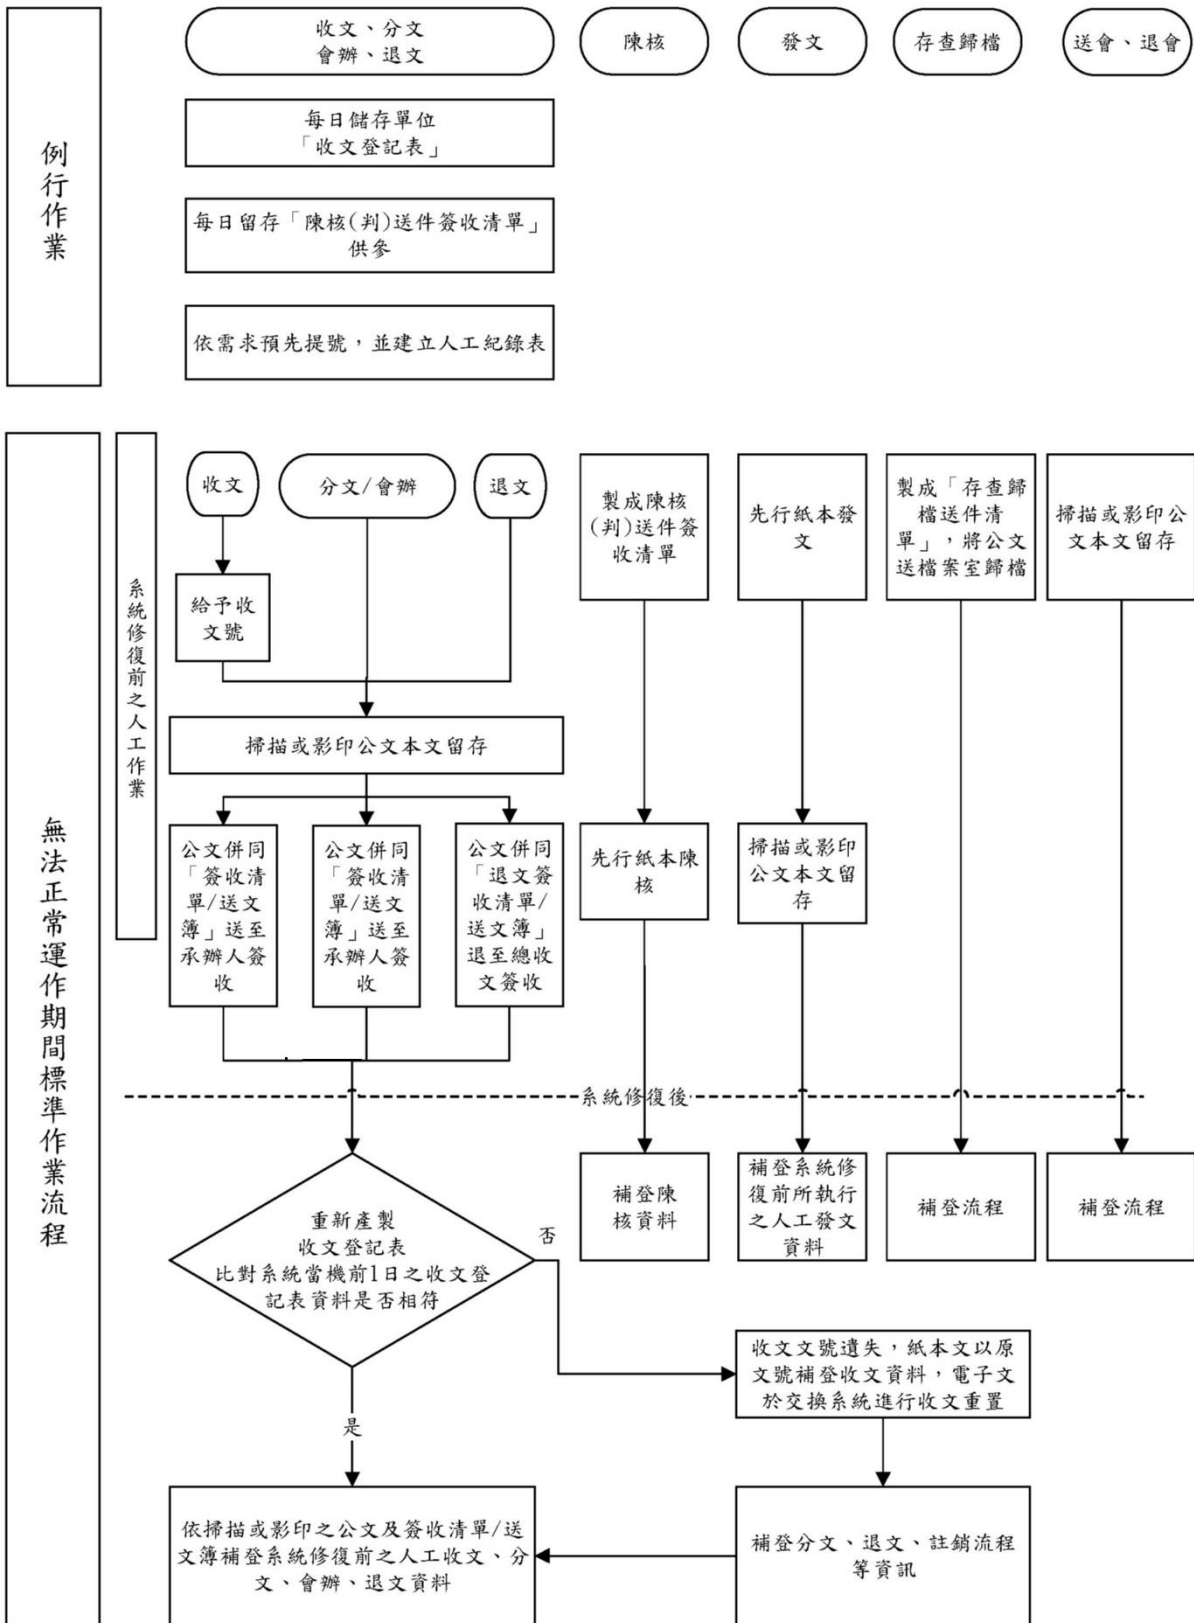 收文、分文
會辦、退文
陳核
發文
存查歸檔
送會、退會
例行作業
每日儲存單位
「收文登記表」
每日留存「陳核(判)送件簽收清單」
供參
依需求預先提號，並建立人工紀錄表
無法正常運作期間標準作業流程
系統修復前之人工作業
收文
分文/會辦
退文
製成陳核
(判)送件簽
收清單
先行紙本發
文
製成「存查歸
檔送件清
單」，將公文
送檔案室歸檔
掃描或影印公
文本文留存
給予收
文號
掃描或影印公文本文留存
公文併同
「簽收清
單/送文
簿」送至
承辦人簽
收
公文併同
「簽收清
單/送文
簿」送至
承辦人簽
收
公文併同
「退文簽
收清單/
送文簿」
退至總收
文簽收
先行紙本陳
核
掃描或影印
公文本文留
存
系統修復後
重新產製
收文登記表
比對系統當機前1日之收文登
記表資料是否相符
否
是
補登陳
核資料
補登系統修
復前所執行
之人工發文
資料
補登流程
補登流程
收文文號遺失，紙本文以原
文號補登收文資料，電子文
於交換系統進行收文重置
依掃描或影印之公文及簽收清單/送
文簿補登系統修復前之人工收文、分
文、會辦、退文資料
補登分文、退文、註銷流程
等資訊